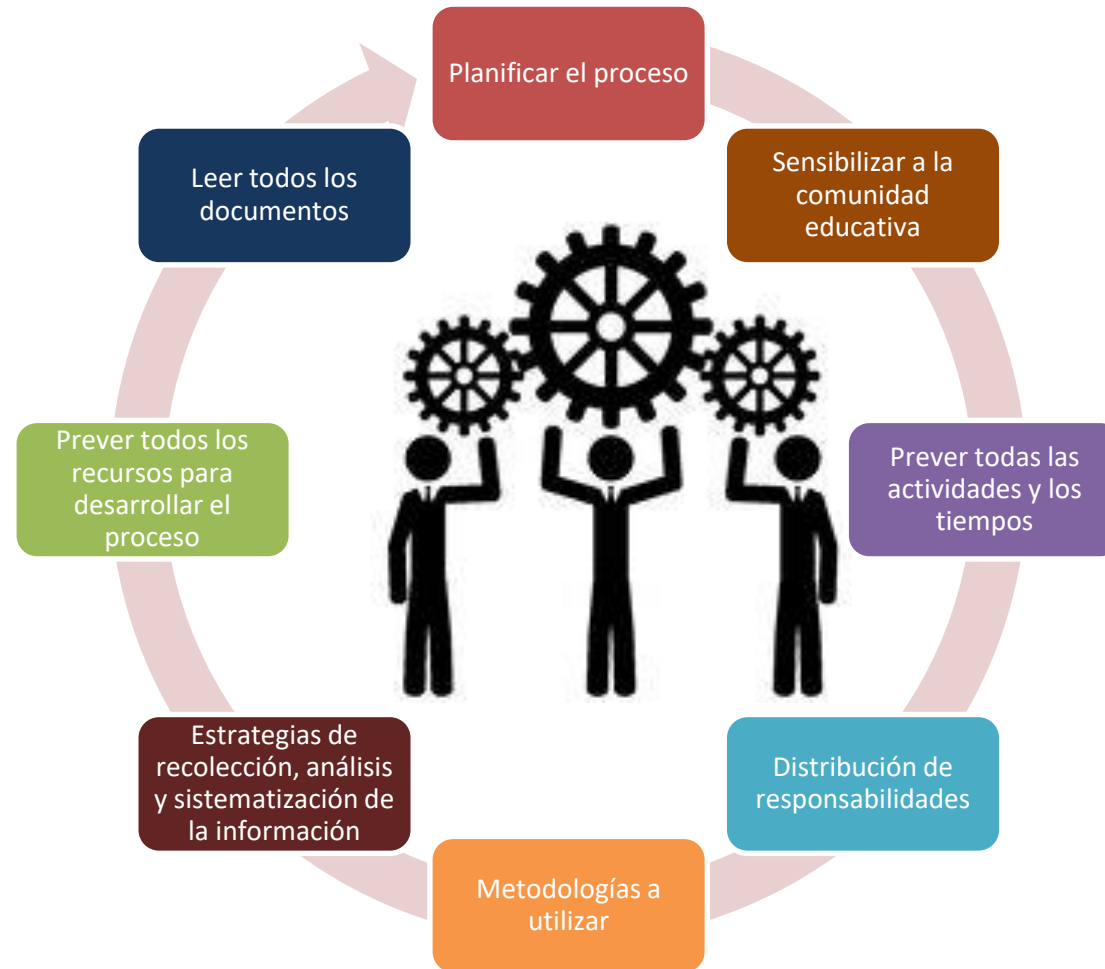 Planificar el proceso
Sensibilizar a la
comunidad
educativa
Prever todas las
actividades y los
tiempos
Distribución de
responsabilidades
Metodologías a
utilizar
Estrategias de
recolección, análisis
y sistematización de
la información
Prever todos los
recursos para
desarrollar el
proceso
Leer todos los
documentos